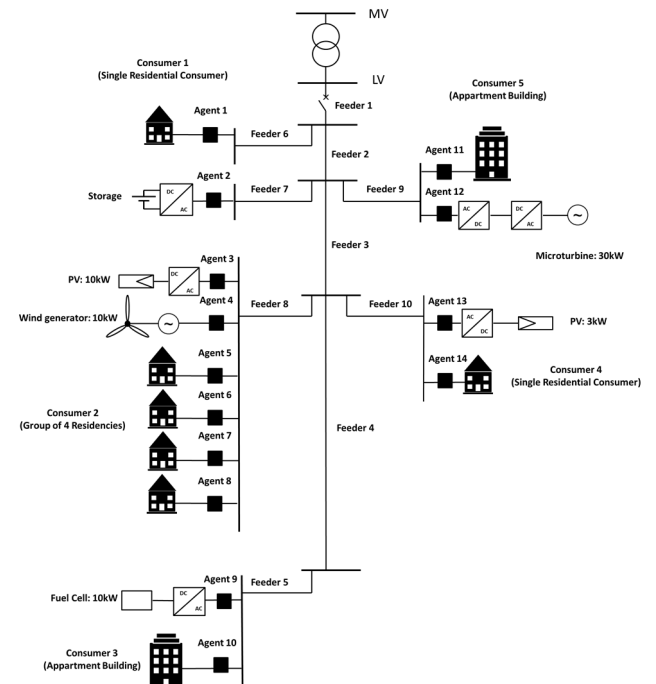 MV
LV
Consumer 1
(Single Residential Consumer)
Consumer 5
(Appartment Building)
Feeder 1
Agent 1
Feeder 6
Feeder 2
Agent 11
Agent 2
Feeder 7
Feeder 9
Agent 12
Storage
DC
AC
AC
DC
DC
AC
~
Microturbine: 30kW
Feeder 3
Agent 3
PV: 10kW
DC
AC
Agent 4
Feeder 8
Feeder 10
Agent 13
Wind generator: 10kW
~
AC
DC
PV: 3kW
Agent 5
Agent 14
Consumer 4
(Single Residential Consumer)
Agent 6
Consumer 2
(Group of 4 Residencies)
Feeder 4
Agent 7
Agent 8
Agent 9
Feeder 5
Fuel Cell: 10kW
DC
AC
Agent 10
Consumer 3
(Appartment Building)